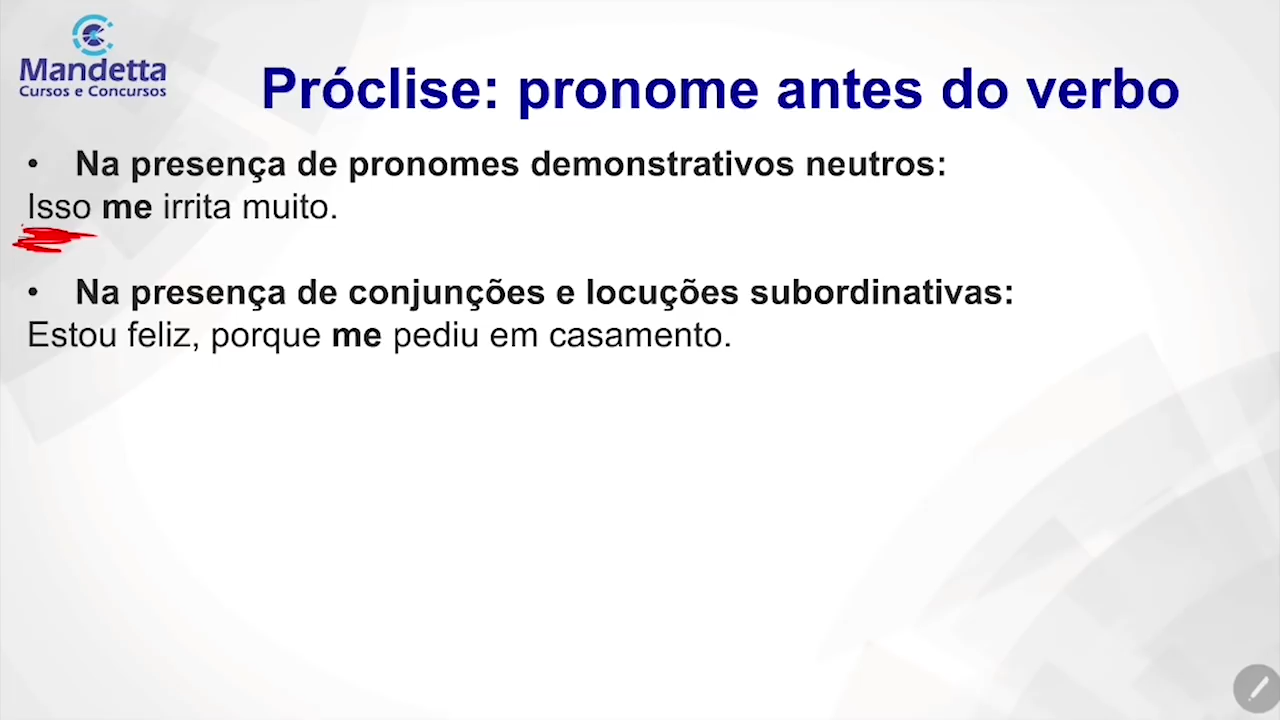 Mandetta
Cursos e Concursos
Próclise: pronome antes do verbo
• Na presença de pronomes demonstrativos neutros:
Isso me irrita muito.
• Na presença de conjunções e locuções subordinativas:
Estou feliz, porque me pediu em casamento.